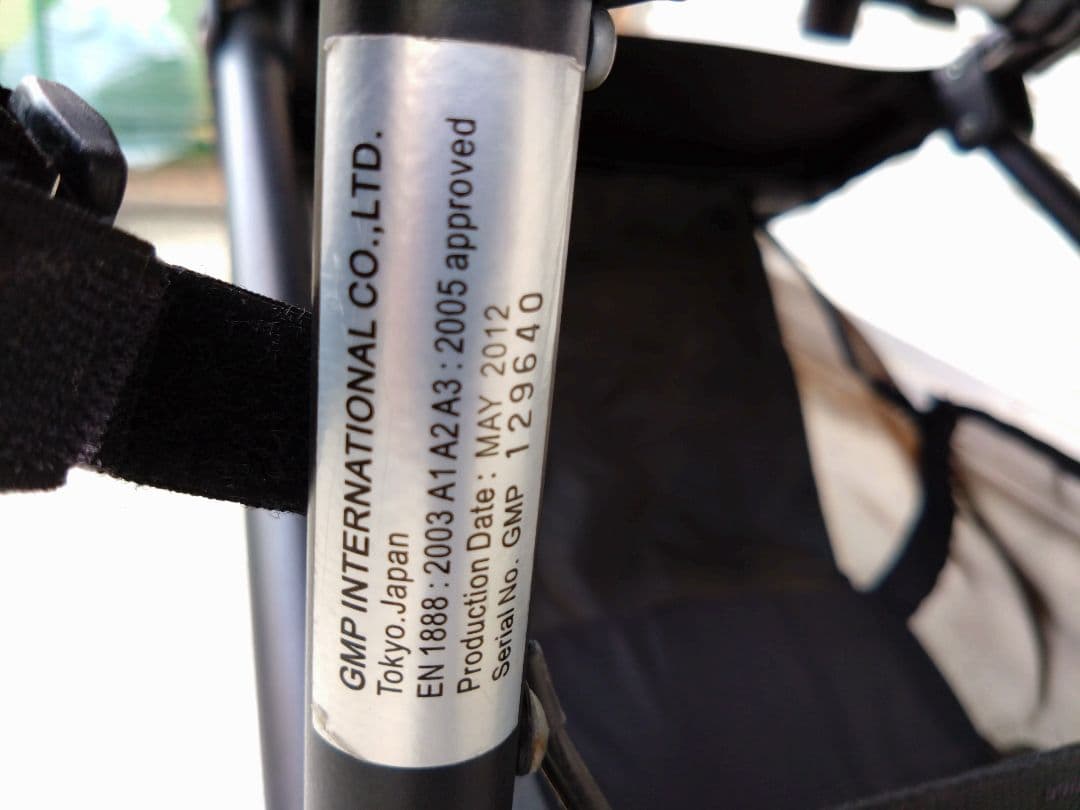 GMP INTERNATIONAL CO.,LTD.
Tokyo.Japan
EN 1888 : 2003 A1 A2 A3 : 2005 approved
Production Date : MAY 2012
Serial No. GMP 129640